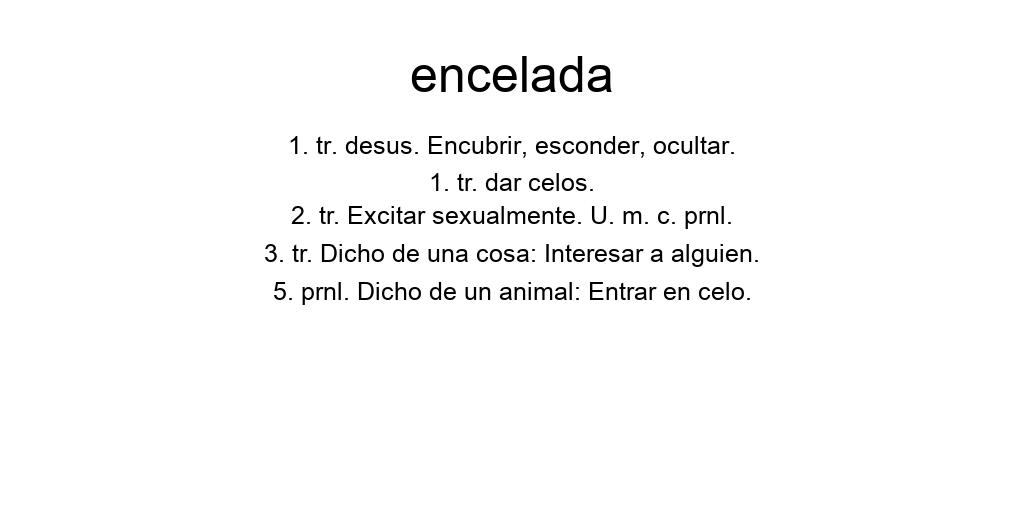 encelada
1. tr. desus. Encubrir, esconder, ocultar.
1. tr. dar celos.
2. tr. Excitar sexualmente. U. m. c. prnl.
3. tr. Dicho de una cosa: Interesar a alguien.
5. prnl. Dicho de un animal: Entrar en celo.